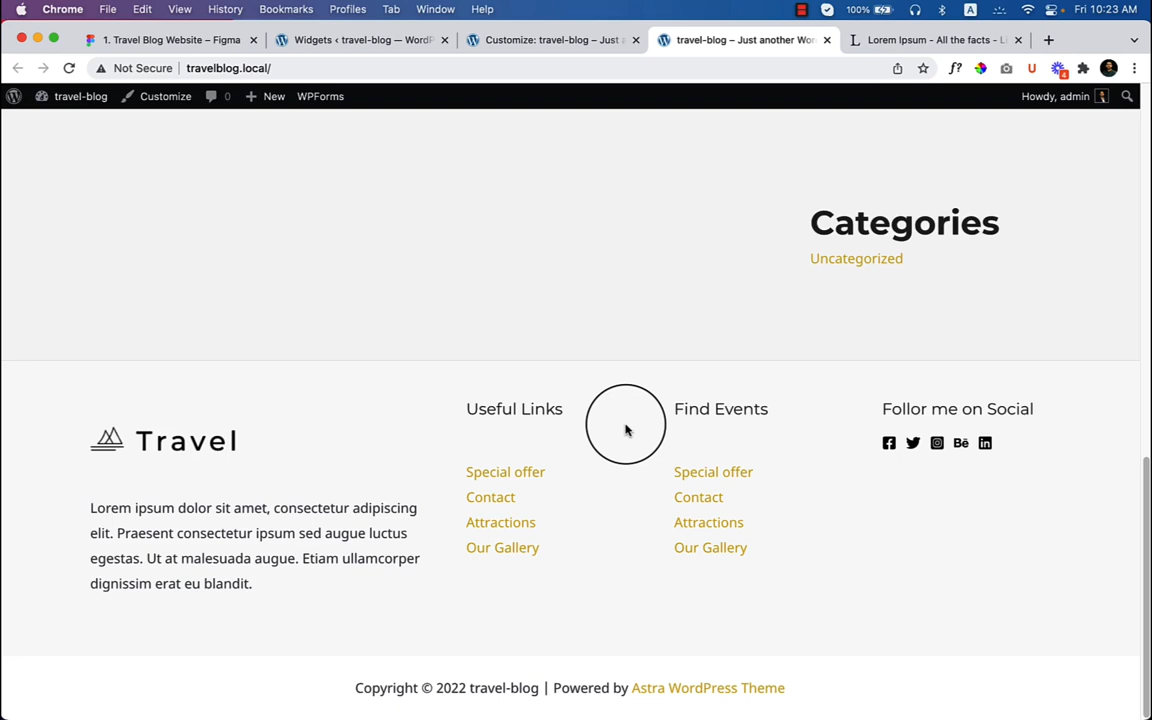 Chrome File Edit View History Bookmarks Profiles Tab Window Help 100% A Fri 10:23 AM
1. Travel Blog Website – Figma
Widgets ‹ travel-blog — WordP
Customize: travel-blog – Just a
travel-blog – Just another Wor
Lorem Ipsum - All the facts - Li
Not Secure travelblog.local/
f? U 4
travel-blog Customize 0 New WPForms Howdy, admin
Categories
Uncategorized
Travel
Lorem ipsum dolor sit amet, consectetur adipiscing
elit. Praesent consectetur ipsum sed augue luctus
egestas. Ut at malesuada augue. Etiam ullamcorper
dignissim erat eu blandit.
Useful Links
Special offer
Contact
Attractions
Our Gallery
Find Events
Special offer
Contact
Attractions
Our Gallery
Follor me on Social
Bē
in
Copyright © 2022 travel-blog | Powered by Astra WordPress Theme